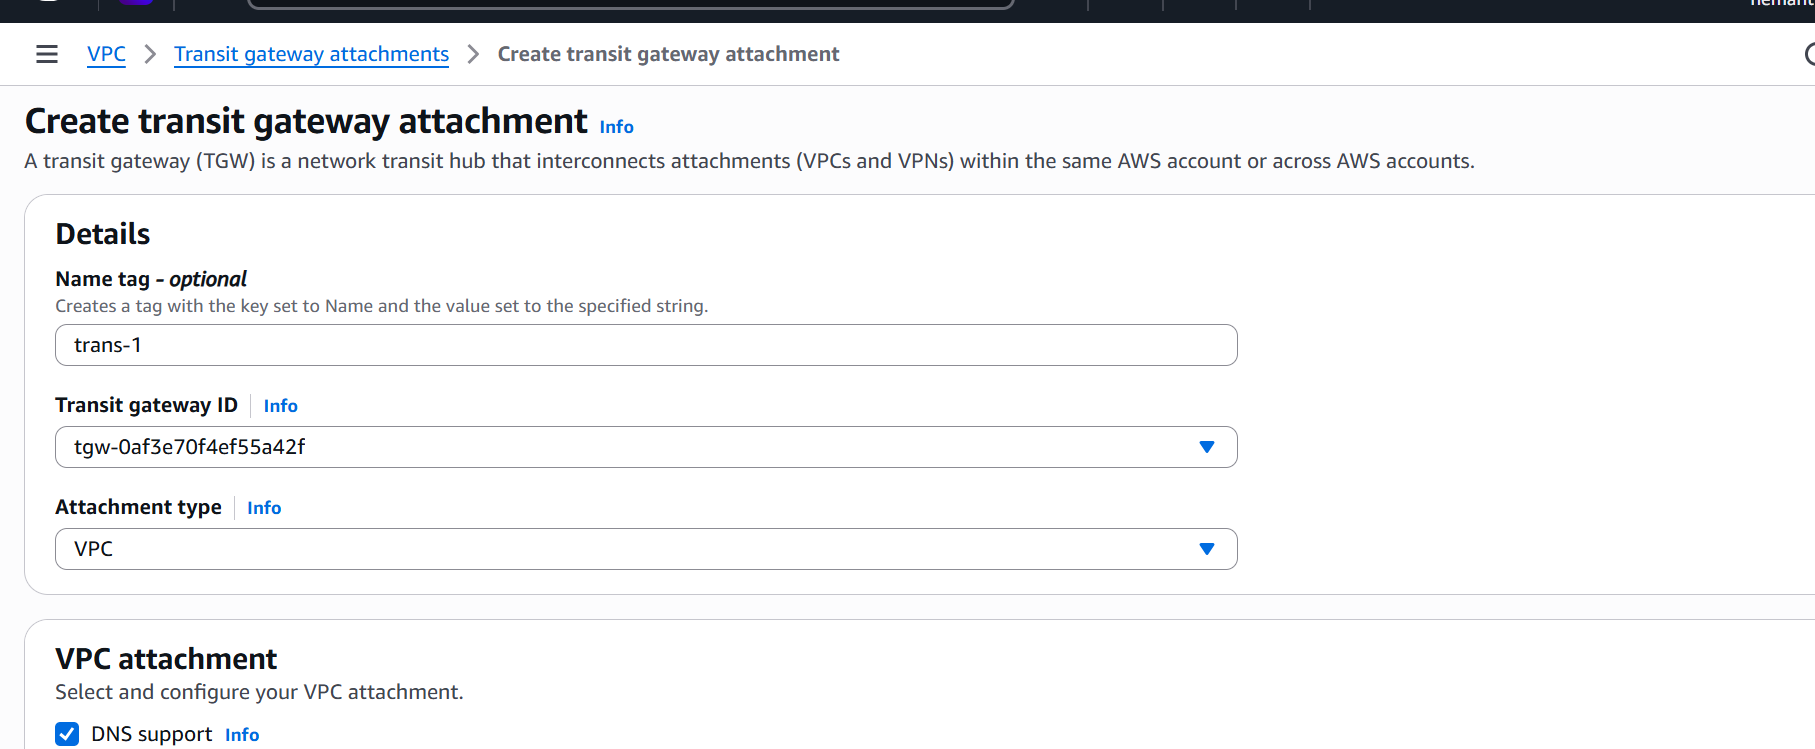 VPC > Transit gateway attachments > Create transit gateway attachment
Create transit gateway attachment Info
A transit gateway (TGW) is a network transit hub that interconnects attachments (VPCs and VPNs) within the same AWS account or across AWS accounts.
Details
Name tag - optional
Creates a tag with the key set to Name and the value set to the specified string.
trans-1
Transit gateway ID Info
tgw-0af3e70f4ef55a42f
Attachment type Info
VPC
VPC attachment
Select and configure your VPC attachment.
DNS support Info